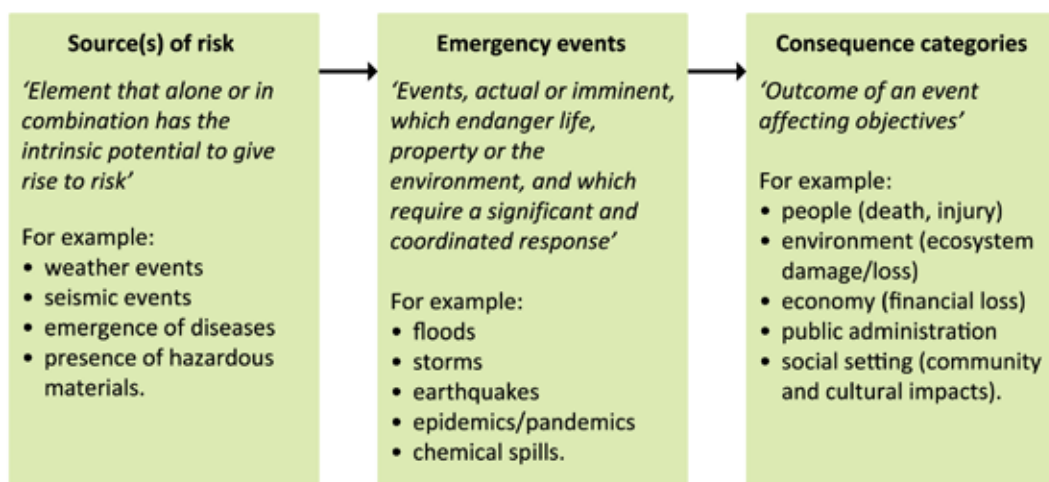 Source(s) of risk
‘Element that alone or in
combination has the
intrinsic potential to give
rise to risk’
For example:
• weather events
• seismic events
• emergence of diseases
• presence of hazardous
materials.
Emergency events
‘Events, actual or imminent,
which endanger life,
property or the
environment, and which
require a significant and
coordinated response’
For example:
• floods
• storms
• earthquakes
• epidemics/pandemics
• chemical spills.
Consequence categories
‘Outcome of an event
affecting objectives’
For example:
• people (death, injury)
• environment (ecosystem
damage/loss)
• economy (financial loss)
• public administration
• social setting (community
and cultural impacts).